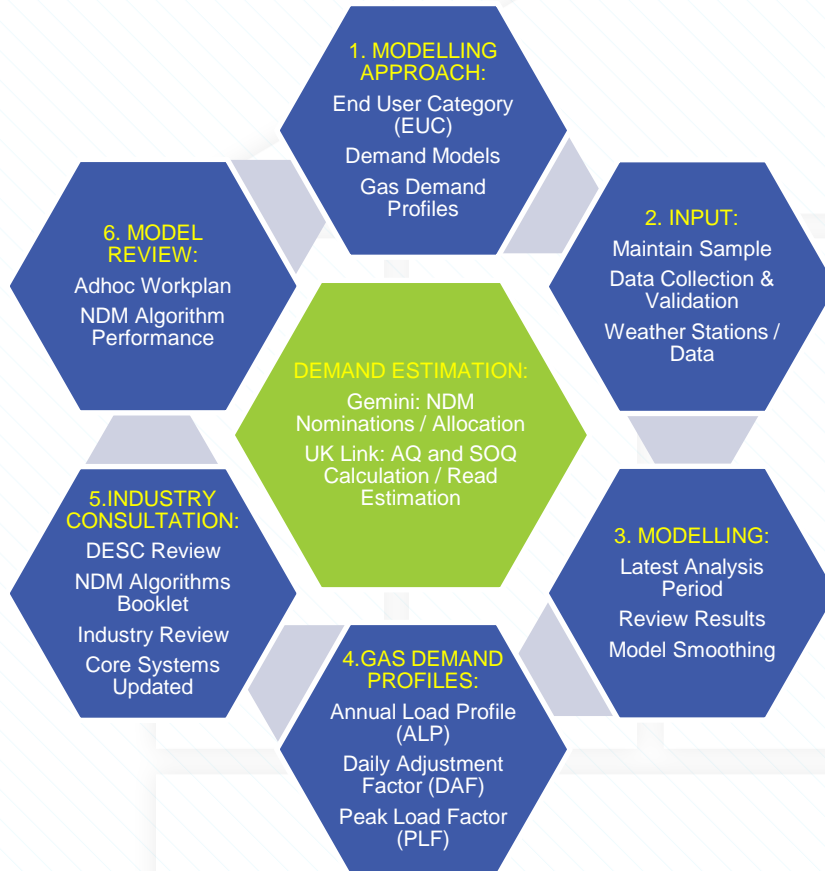 1. MODELLING
APPROACH:
End User Category
(EUC)
Demand Models
Gas Demand
Profiles
2. INPUT:
Maintain Sample
Data Collection &
Validation
Weather Stations /
Data
3. MODELLING:
Latest Analysis
Period
Review Results
Model Smoothing
4.GAS DEMAND
PROFILES:
Annual Load Profile
(ALP)
Daily Adjustment
Factor (DAF)
Peak Load Factor
(PLF)
5.INDUSTRY
CONSULTATION:
DESC Review
NDM Algorithms
Booklet
Industry Review
Core Systems
Updated
6. MODEL
REVIEW:
Adhoc Workplan
NDM Algorithm
Performance
DEMAND ESTIMATION:
Gemini: NDM
Nominations / Allocation
UK Link: AQ and SOQ
Calculation / Read
Estimation